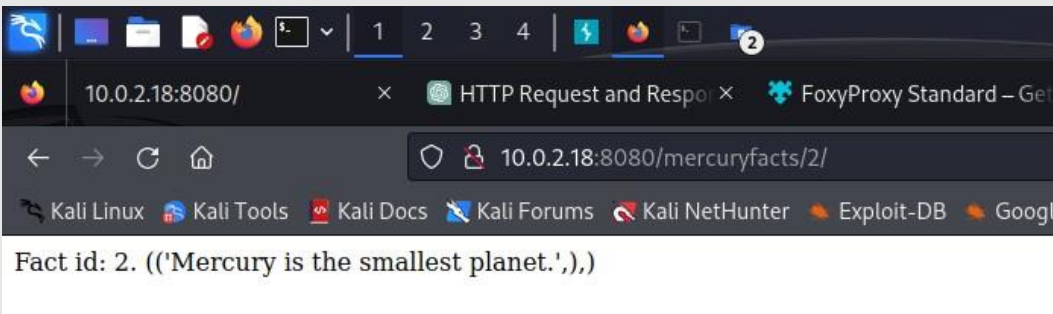 1 2 3 4 2
10.0.2.18:8080/ × HTTP Request and Respo × FoxyProxy Standard – Get
10.0.2.18:8080/mercuryfacts/2/
Kali Linux Kali Tools Kali Docs Kali Forums Kali NetHunter Exploit-DB Googl
Fact id: 2. (('Mercury is the smallest planet.',),)